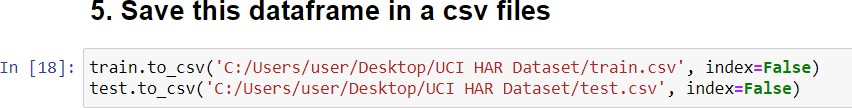 5. Save this dataframe in a csv files
In [18]: train.to_csv('C:/Users/user/Desktop/UCI HAR Dataset/train.csv', index=False)
test.to_csv('C:/Users/user/Desktop/UCI HAR Dataset/test.csv', index=False)